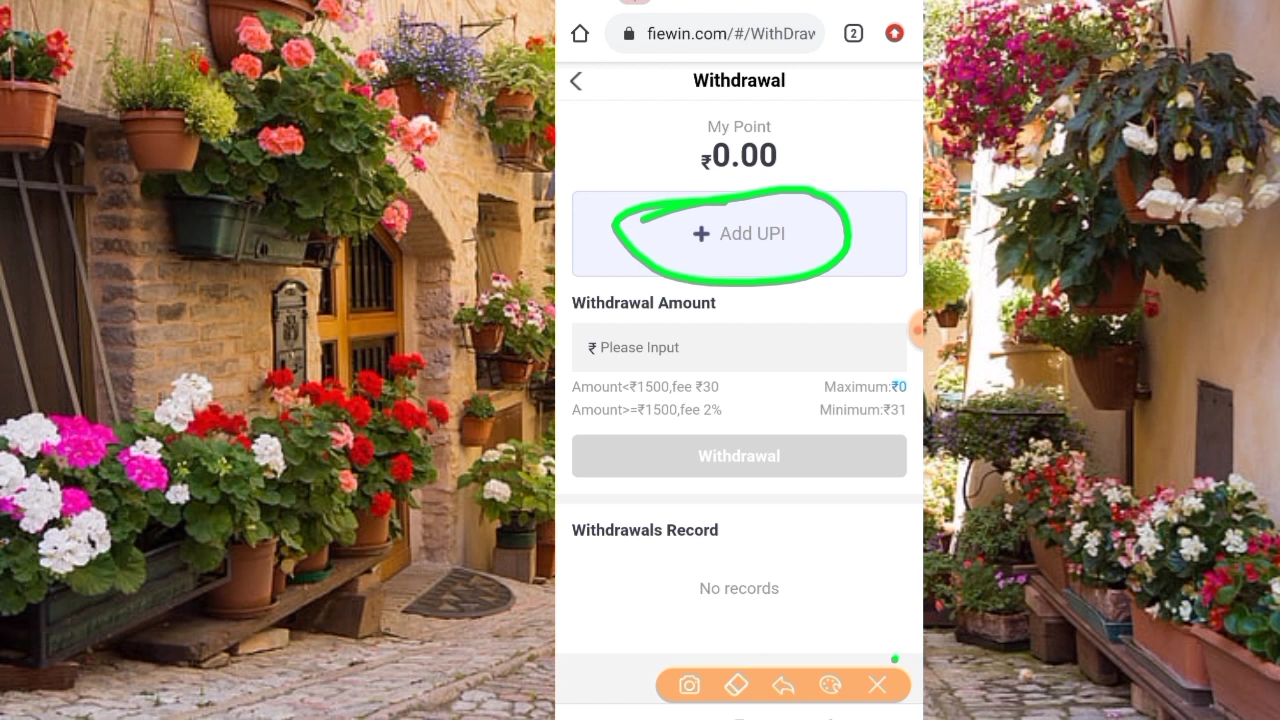 fiewin.com/#/WithDraw
2
Withdrawal
My Point
₹0.00
+ Add UPI
Withdrawal Amount
₹ Please Input
Amount<₹1500,fee ₹30 Maximum:₹0
Amount>=₹1500,fee 2% Minimum:₹31
Withdrawal
Withdrawals Record
No records